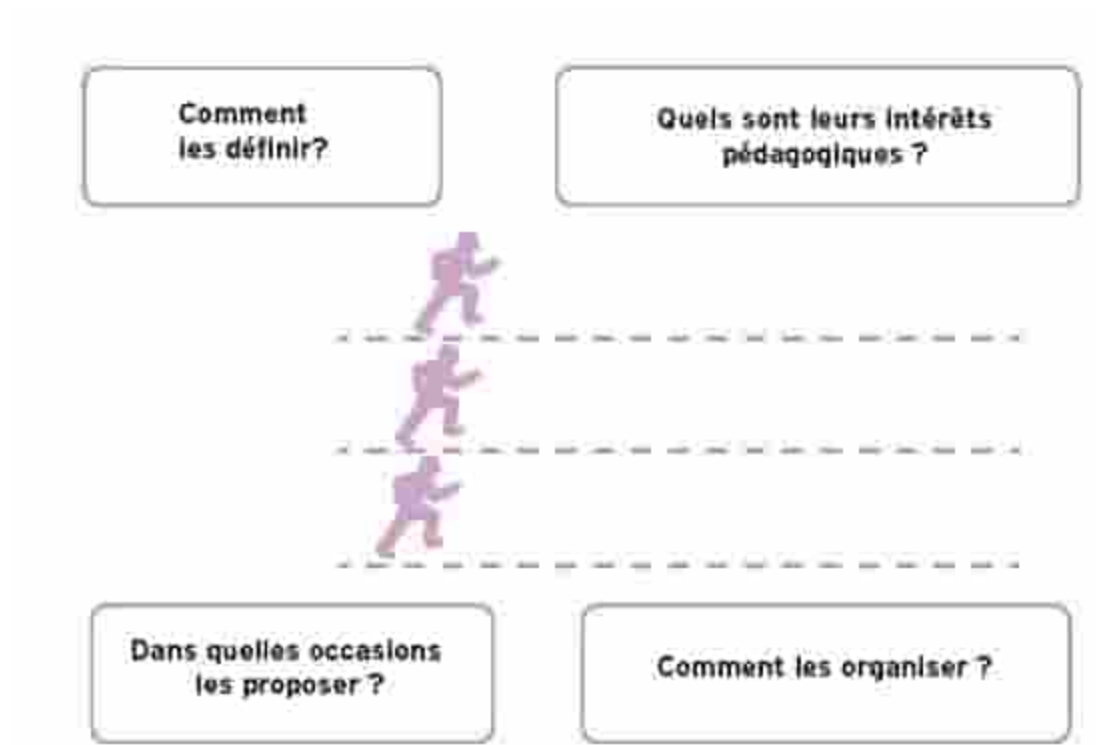 Comment
les définir?
Quels sont leurs intérêts
pédagogiques ?
Dans quelles occasions
les proposer ?
Comment les organiser ?